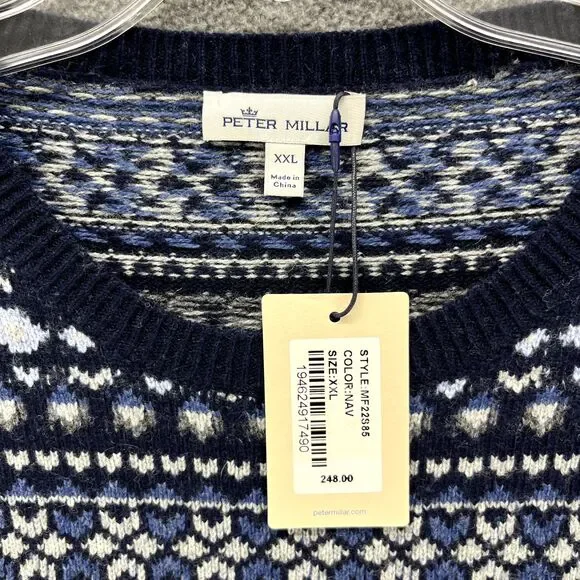 PETER MILLAR
XXL
Made in
China
STYLE:MF22S85
COLOR:NAV
SIZE:XXL
194624917490
248.00
petermillar.com